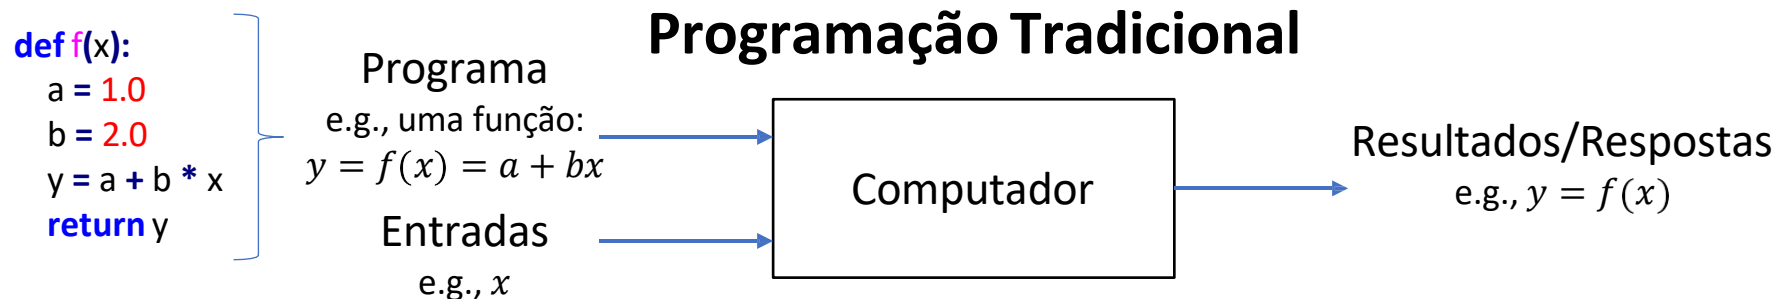 Programação Tradicional
def f(x):
a = 1.0
b = 2.0
y = a + b * x
return y
Programa
e.g., uma função:
y = f(x) = a + bx
Entradas
e.g., x
Computador
Resultados/Respostas
e.g., y = f(x)